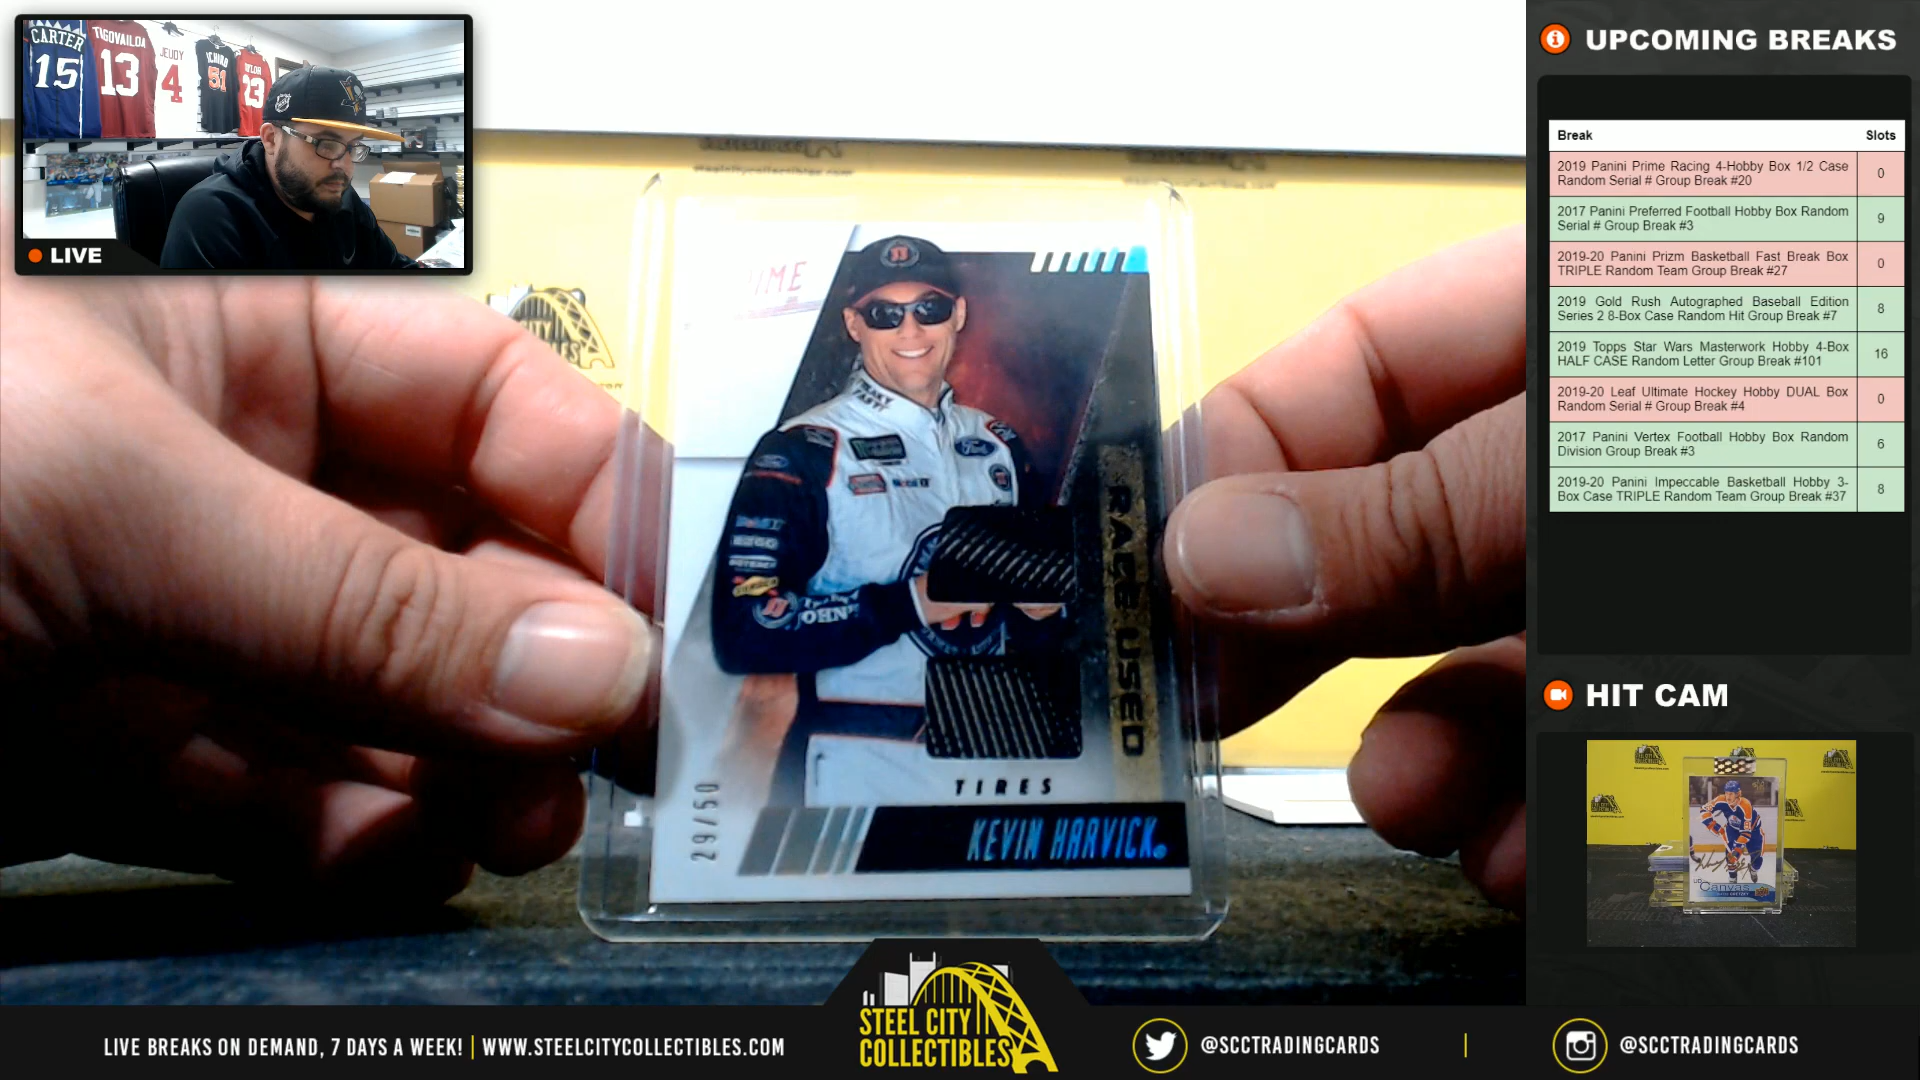 CARTER
15
TIGOVAILOA
13
JEUDY
4
ICHIRO
51
23
LIVE
RACE USED
Ford
JOHN
TIRES
KEVIN HARVICK
29/50
UPCOMING BREAKS
Break Slots
2019 Panini Prime Racing 4-Hobby Box 1/2 Case
Random Serial # Group Break #20
0
2017 Panini Preferred Football Hobby Box Random
Serial # Group Break #3
9
2019-20 Panini Prizm Basketball Fast Break Box
TRIPLE Random Team Group Break #27
0
2019 Gold Rush Autographed Baseball Edition
Series 2 8-Box Case Random Hit Group Break #7
8
2019 Topps Star Wars Masterwork Hobby 4-Box
HALF CASE Random Letter Group Break #101
16
2019-20 Leaf Ultimate Hockey Hobby DUAL Box
Random Serial # Group Break #4
0
2017 Panini Vertex Football Hobby Box Random
Division Group Break #3
6
2019-20 Panini Impeccable Basketball Hobby 3-
Box Case TRIPLE Random Team Group Break #37
8
HIT CAM
Canvas
LIVE BREAKS ON DEMAND, 7 DAYS A WEEK! | WWW.STEELCITYCOLLECTIBLES.COM
STEEL CITY
COLLECTIBLES
@SCCTRADINGCARDS
@SCCTRADINGCARDS